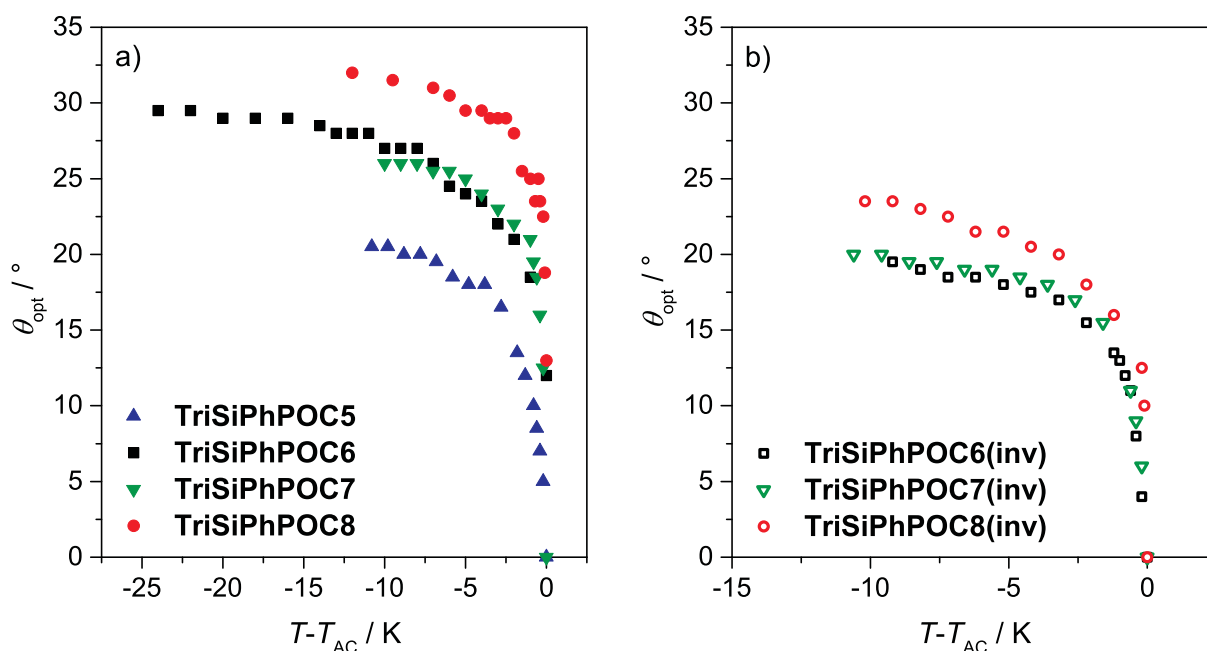 a)
35
30
25
20
15
10
5
0
θopt / °
TriSiPhPOC5
TriSiPhPOC6
TriSiPhPOC7
TriSiPhPOC8
-25 -20 -15 -10 -5 0
T-TAC / K
b)
35
30
25
20
15
10
5
0
θopt / °
TriSiPhPOC6(inv)
TriSiPhPOC7(inv)
TriSiPhPOC8(inv)
-15 -10 -5 0
T-TAC / K